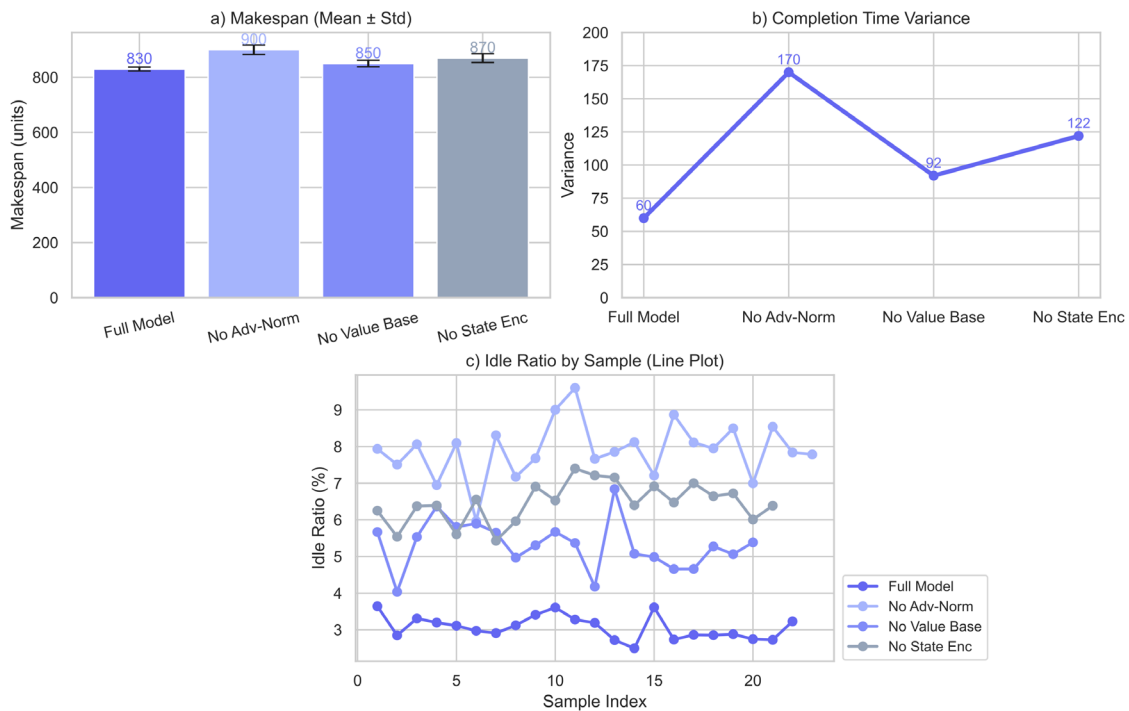 a) Makespan (Mean ± Std)
Makespan (units)
800
600
400
200
0
830
900
850
870
Full Model
No Adv-Norm
No Value Base
No State Enc
b) Completion Time Variance
Variance
200
175
150
125
100
75
50
25
0
60
170
92
122
Full Model
No Adv-Norm
No Value Base
No State Enc
c) Idle Ratio by Sample (Line Plot)
Idle Ratio (%)
9
8
7
6
5
4
3
0
5
10
15
20
Sample Index
Full Model
No Adv-Norm
No Value Base
No State Enc